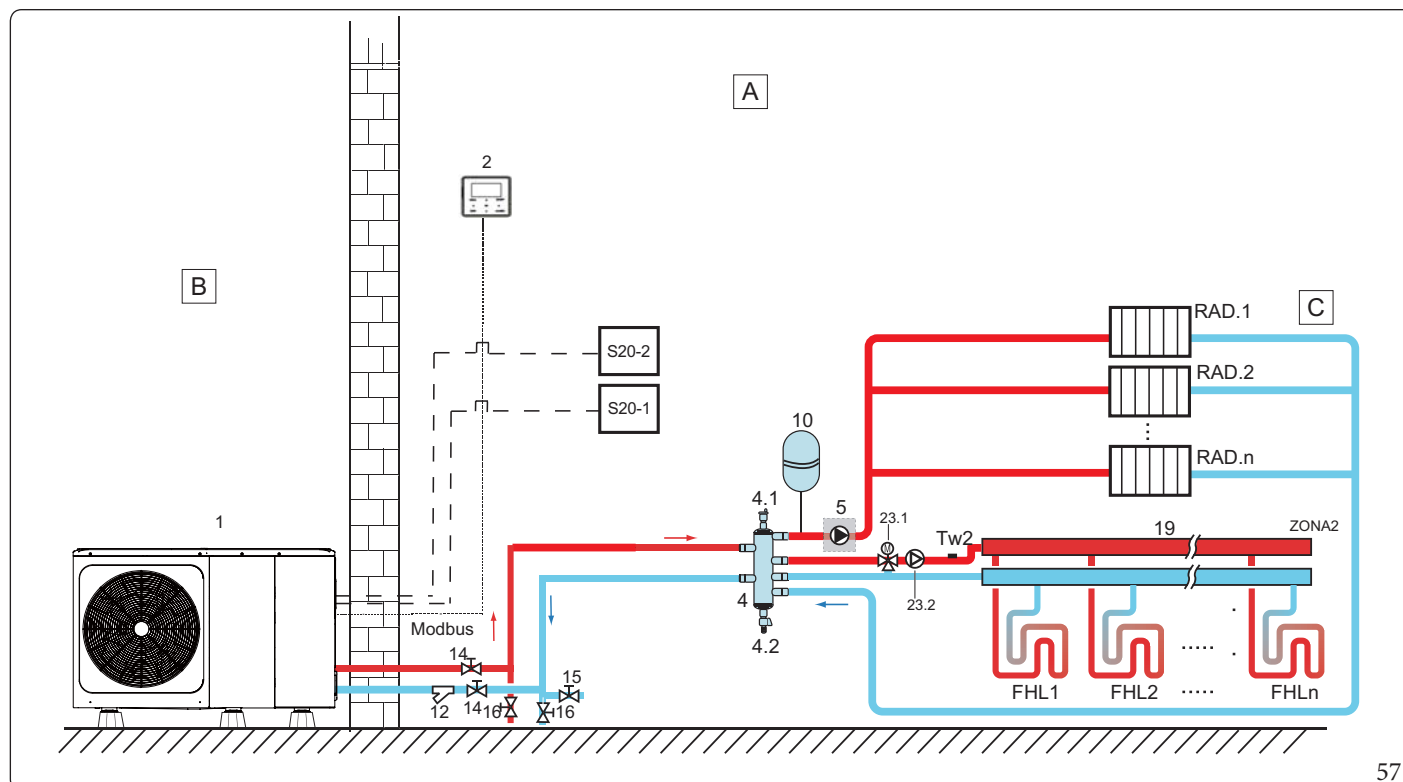 A
2
B
RAD.1
C
S20-2
RAD.2
S20-1
10
RAD.n
4.1
5
23.1
19
ZONA2
1
Tw2
M
4
23.2
Modbus
4.2
14
15
12
14
16
16
FHL1
FHL2
.....
FHLn
57